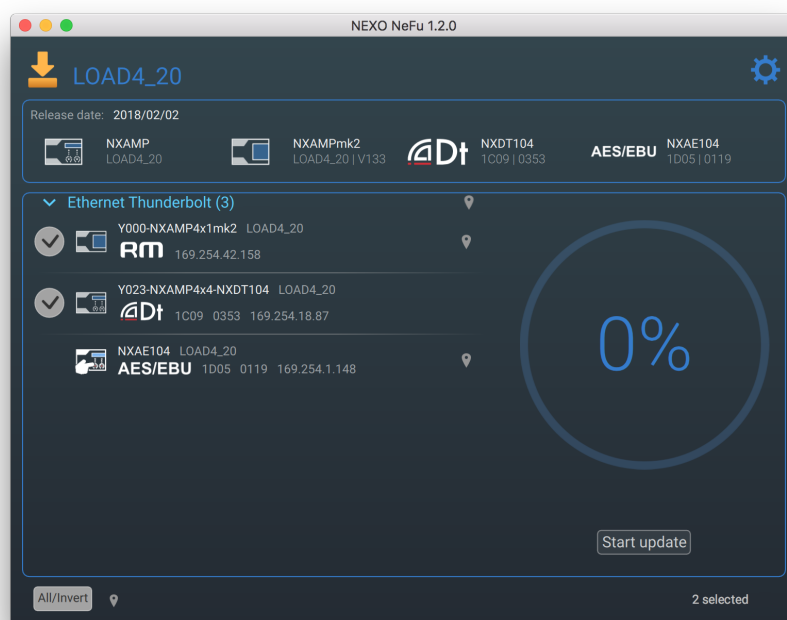 NEXO NeFu 1.2.0
LOAD4_20
Release date: 2018/02/02
NXAMP
LOAD4_20
NXAMPmk2
LOAD4_20 | V133
Dt
NXDT104
1C09 | 0353
AES/EBU
NXAE104
1D05 | 0119
Ethernet Thunderbolt (3)
Y000-NXAMP4x1mk2 LOAD4_20
RM 169.254.42.158
Y023-NXAMP4x4-NXDT104 LOAD4_20
Dt 1C09 0353 169.254.18.87
NXAE104 LOAD4_20
AES/EBU 1D05 0119 169.254.1.148
0%
Start update
All/Invert
2 selected